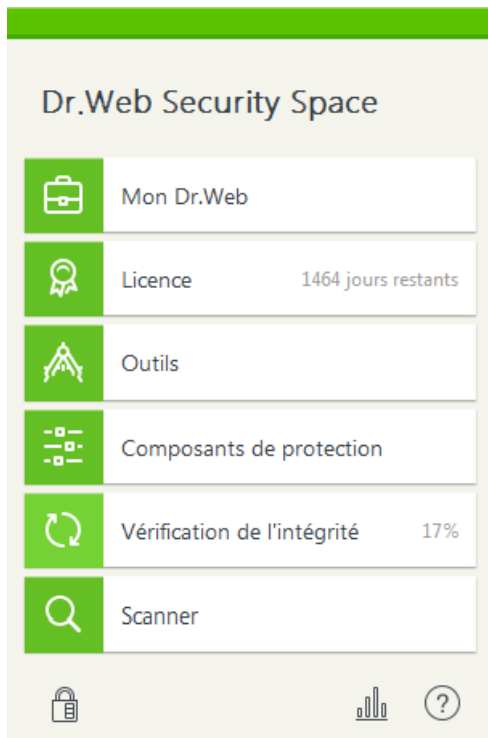 Dr.Web Security Space
Mon Dr.Web
Licence 1464 jours restants
Outils
Composants de protection
Vérification de l'intégrité 17%
Scanner
?